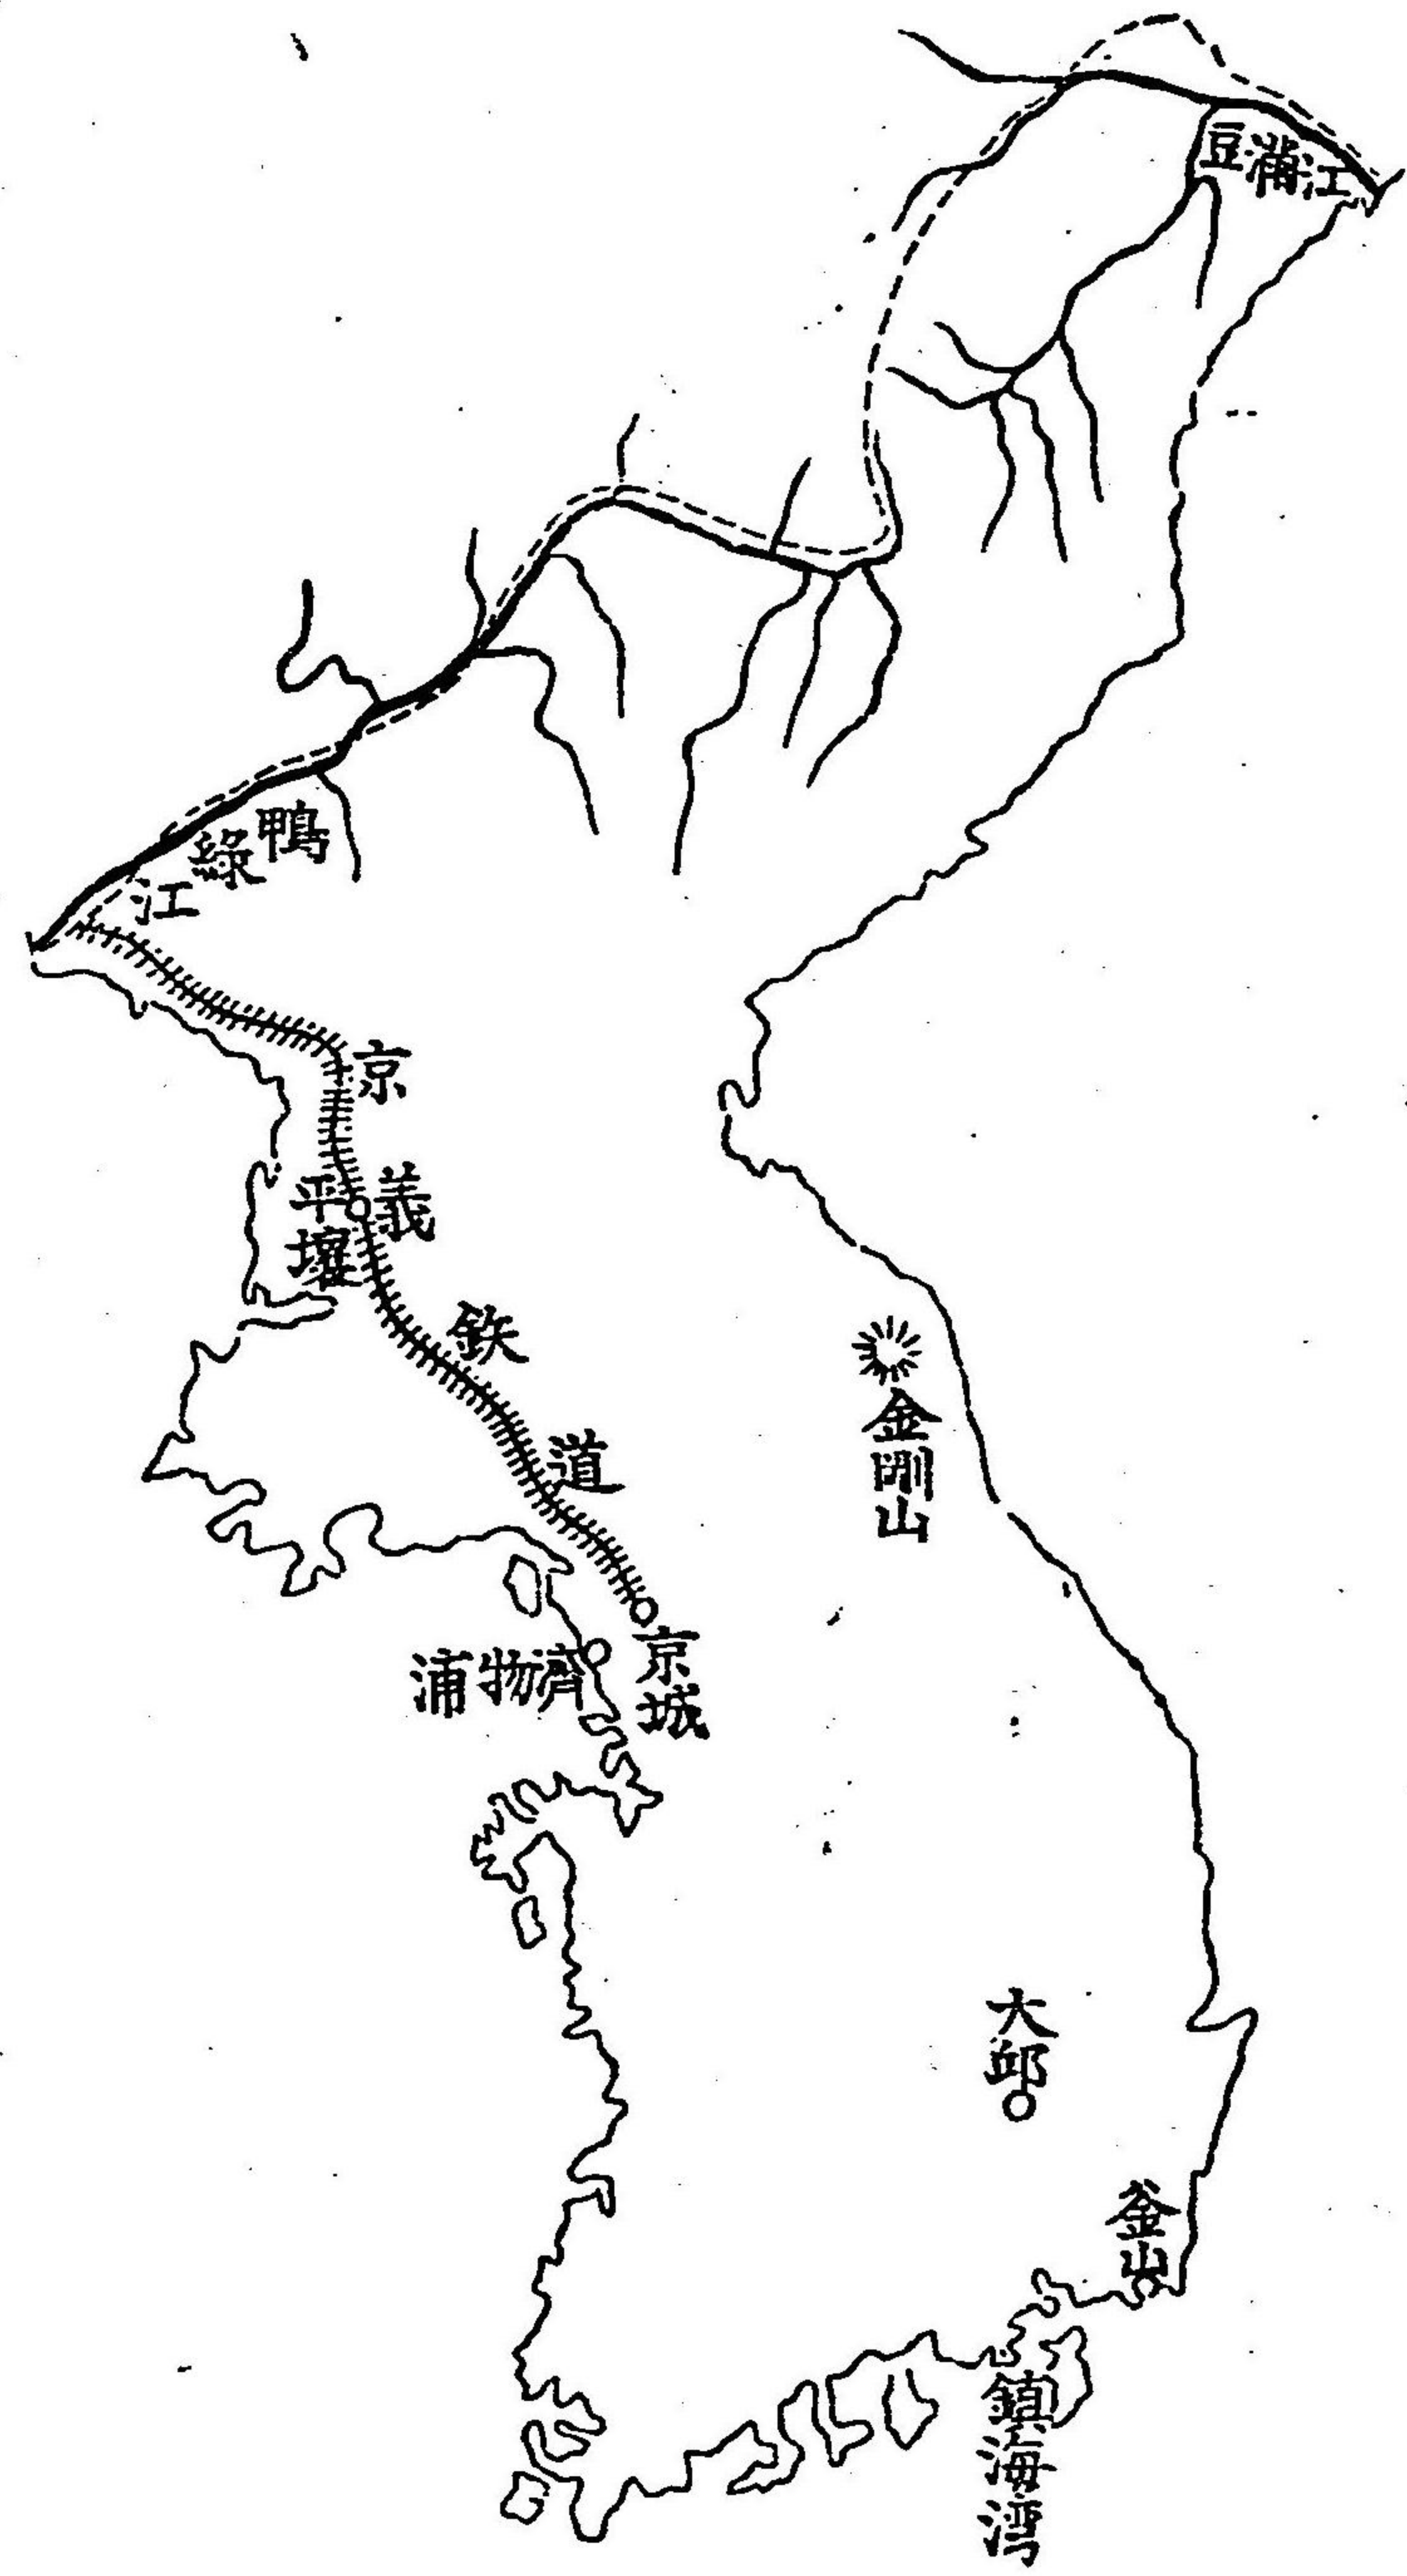 豆満江
鴨綠江
京義鉄道
平壤
金剛山
京城
濟物浦
大邱
釜山
鎮海湾